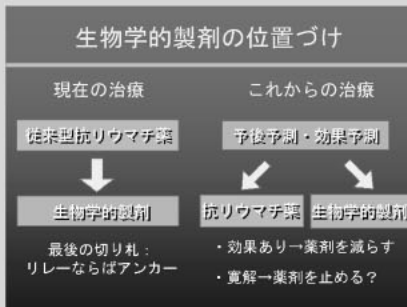 生物学的製剤の位置づけ
現在の治療
従来型抗リウマチ薬
生物学的製剤
最後の切り札：
リレーならばアンカー
これからの治療
予後予測・効果予測
抗リウマチ薬
生物学的製剤
・効果あり→薬剤を減らす
・寛解→薬剤を止める？